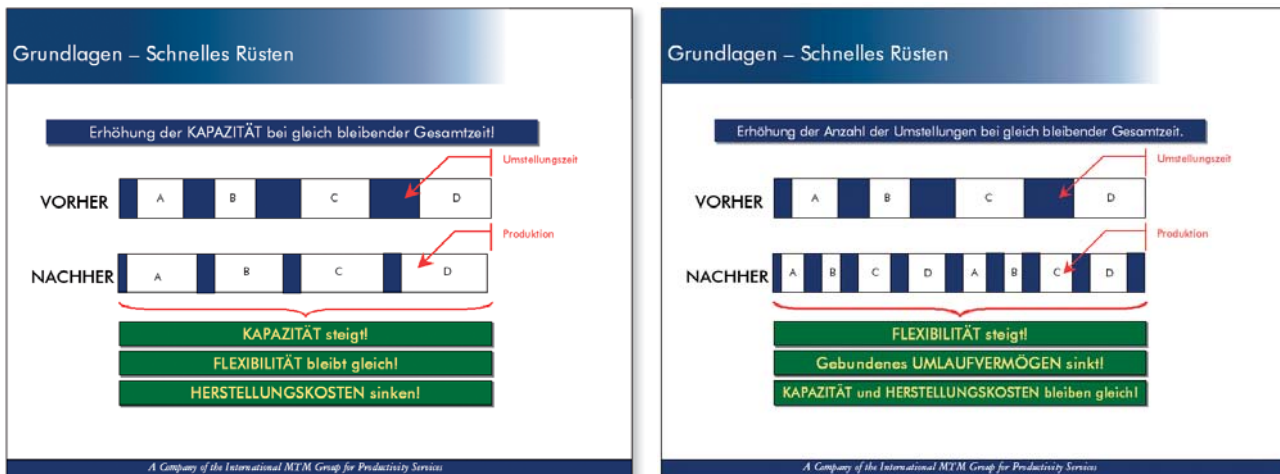 Grundlagen – Schnelles Rüsten
Erhöhung der KAPAZITÄT bei gleich bleibender Gesamtzeit!
Umstellungszeit
VORHER
A B C D
Produktion
NACHHER
A B C D
KAPAZITÄT steigt!
FLEXIBILITÄT bleibt gleich!
HERSTELLUNGSKOSTEN sinken!
A Company of the International MTM Group for Productivity Services
Grundlagen – Schnelles Rüsten
Erhöhung der Anzahl der Umstellungen bei gleich bleibender Gesamtzeit.
Umstellungszeit
VORHER
A B C D
Produktion
NACHHER
A B C D A B C D
FLEXIBILITÄT steigt!
Gebundenes UMLAUFVERMÖGEN sinkt!
KAPAZITÄT und HERSTELLUNGSKOSTEN bleiben gleich!
A Company of the International MTM Group for Productivity Services